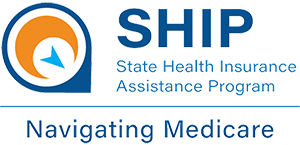 SHIP
State Health Insurance
Assistance Program
Navigating Medicare